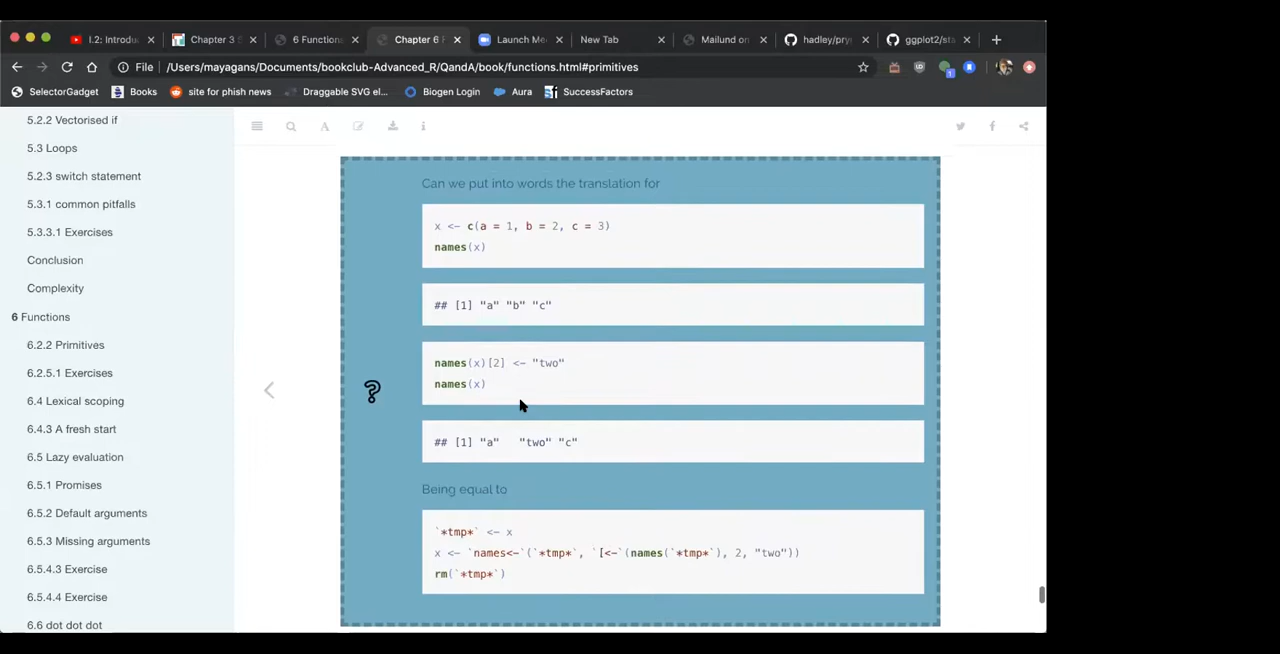 I.2: Introdu
Chapter 3 S
6 Functions
Chapter 6 F
Launch Me
New Tab
Mailund on
hadley/pry
ggplot2/sta
File
/Users/mayagans/Documents/bookclub-Advanced_R/QandA/book/functions.html#primitives
SelectorGadget
Books
site for phish news
Draggable SVG el...
Biogen Login
Aura
SuccessFactors
5.2.2 Vectorised if
5.3 Loops
5.2.3 switch statement
5.3.1 common pitfalls
5.3.3.1 Exercises
Conclusion
Complexity
6 Functions
6.2.2 Primitives
6.2.5.1 Exercises
6.4 Lexical scoping
6.4.3 A fresh start
6.5 Lazy evaluation
6.5.1 Promises
6.5.2 Default arguments
6.5.3 Missing arguments
6.5.4.3 Exercise
6.5.4.4 Exercise
6.6 dot dot dot
Can we put into words the translation for
x <- c(a = 1, b = 2, c = 3)
names(x)
## [1] "a" "b" "c"
names(x)[2] <- "two"
names(x)
## [1] "a"   "two" "c"
Being equal to
`*tmp*` <- x
x <- `names<-`(`*tmp*`, `[<-`(names(`*tmp*`), 2, "two"))
rm(`*tmp*`)